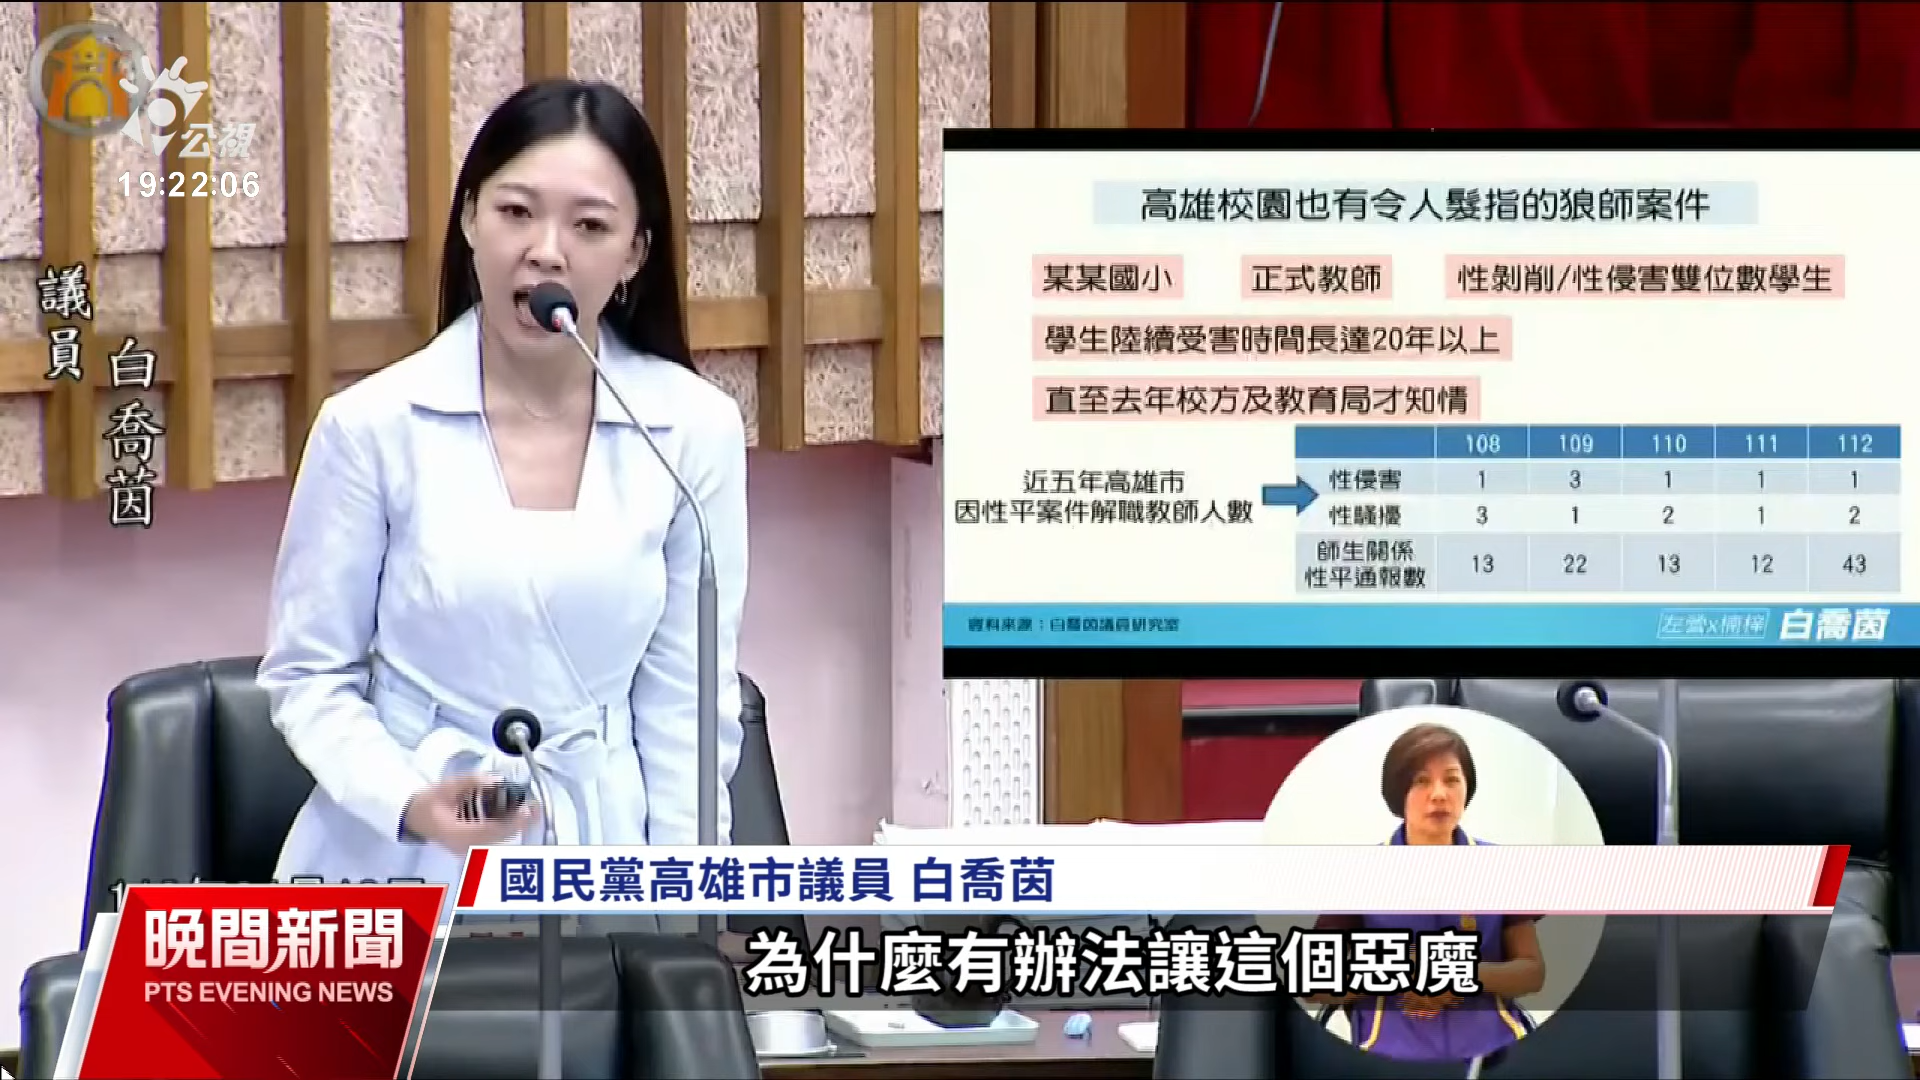 公視
19:22:06
議員
白喬茵
高雄校園也有令人髮指的狼師案件
某某國小 正式教師 性剝削/性侵害雙位數學生
學生陸續受害時間長達20年以上
直至去年校方及教育局才知情
近五年高雄市
因性平案件解職教師人數
108 109 110 111 112
性侵害 1 3 1 1 1
性騷擾 3 1 2 1 2
師生關係
性平通報數 13 22 13 12 43
資料來源：白喬茵議員研究室
左營x楠梓 白喬茵
國民黨高雄市議員 白喬茵
晚間新聞
PTS EVENING NEWS
為什麼有辦法讓這個惡魔